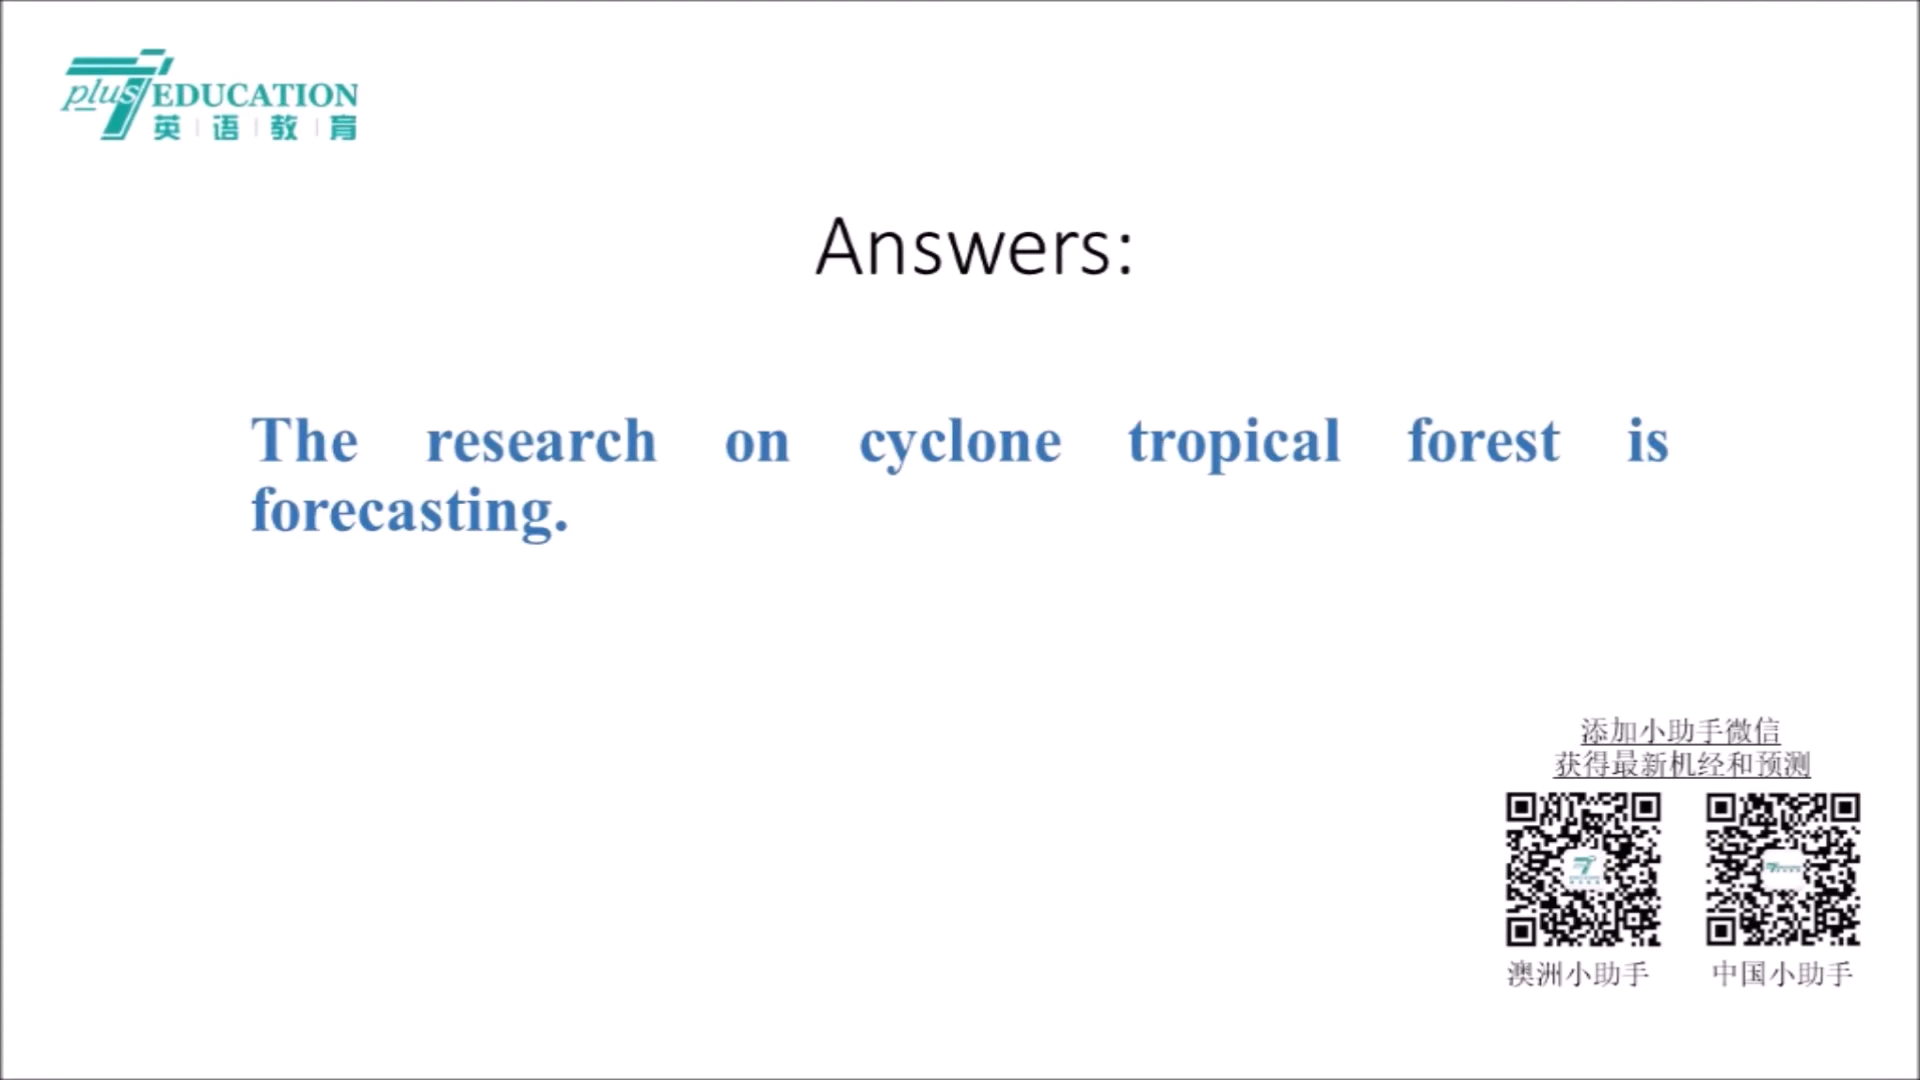 plus 7 EDUCATION
英语教育
Answers:
The research on cyclone tropical forest is
forecasting.
添加小助手微信
获得最新机经和预测
澳洲小助手 中国小助手